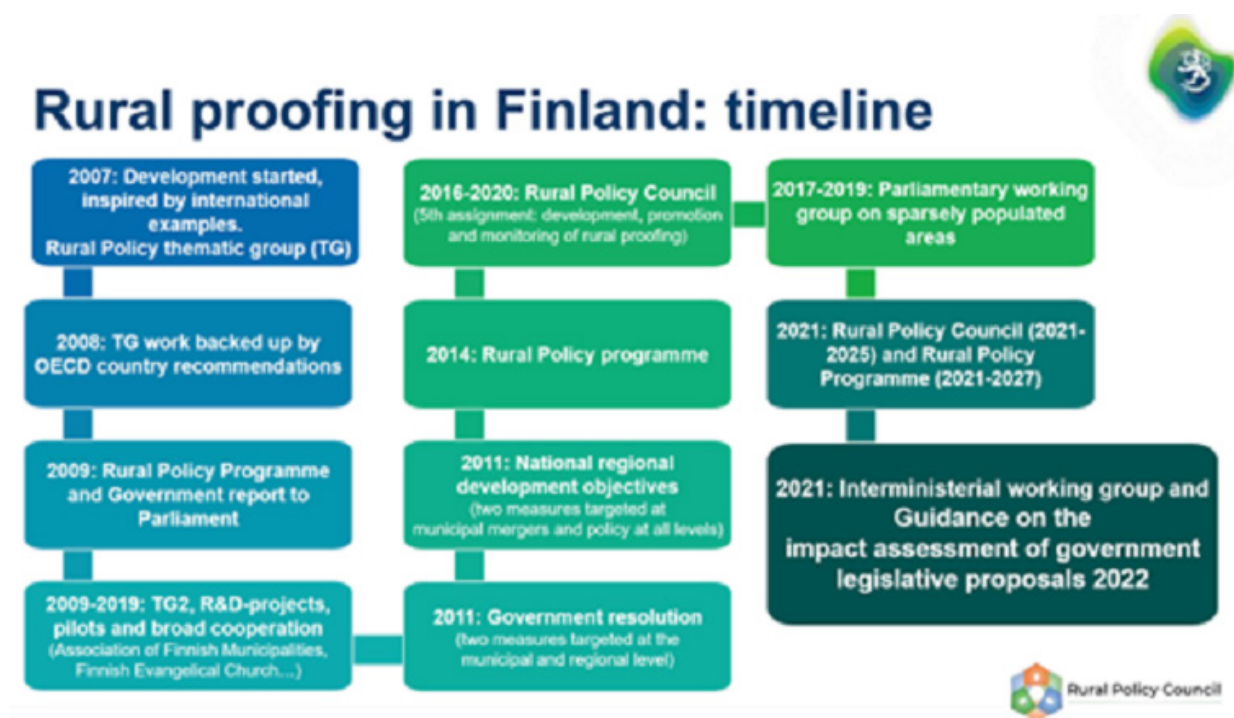 Rural proofing in Finland: timeline
2007: Development started,
inspired by international
examples.
Rural Policy thematic group (TG)
2008: TG work backed up by
OECD country recommendations
2009: Rural Policy Programme
and Government report to
Parliament
2009-2019: TG2, R&D-projects,
pilots and broad cooperation
(Association of Finnish Municipalities,
Finnish Evangelical Church...)
2011: Government resolution
(two measures targeted at the
municipal and regional level)
2011: National regional
development objectives
(two measures targeted at
municipal mergers and policy at all levels)
2014: Rural Policy programme
2016-2020: Rural Policy Council
(5th assignment: development, promotion
and monitoring of rural proofing)
2017-2019: Parliamentary working
group on sparsely populated
areas
2021: Rural Policy Council (2021-
2025) and Rural Policy
Programme (2021-2027)
2021: Interministerial working group and
Guidance on the
impact assessment of government
legislative proposals 2022
Rural Policy Council